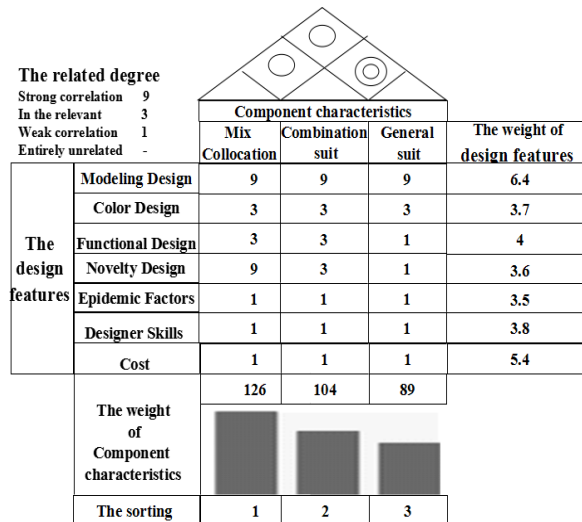 The related degree
Strong correlation 9
In the relevant 3
Weak correlation 1
Entirely unrelated -
Component characteristics
Mix Collocation Combination suit General suit The weight of design features
The design features
Modeling Design 9 9 9 6.4
Color Design 3 3 3 3.7
Functional Design 3 3 1 4
Novelty Design 9 3 1 3.6
Epidemic Factors 1 1 1 3.5
Designer Skills 1 1 1 3.8
Cost 1 1 1 5.4
The weight of Component characteristics 126 104 89
The sorting 1 2 3